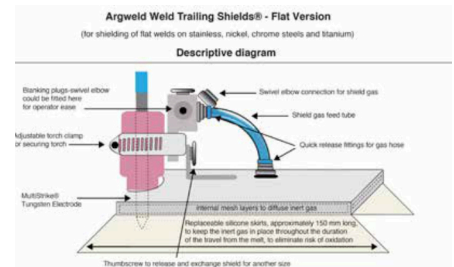 Argweld Weld Trailing Shields® - Flat Version
(for shielding of flat welds on stainless, nickel, chrome steels and titanium)
Descriptive diagram
Blanking plugs-swivel elbow
could be fitted here
for operator ease
Swivel elbow connection for shield gas
Shield gas feed tube
Adjustable torch clamp
for securing torch
Quick release fittings for gas hose
MultiStrike®
Tungsten Electrode
internal mesh layers to diffuse inert gas
Replaceable silicone skirts, approximately 150 mm long,
to keep the inert gas in place throughout the duration
of the travel from the melt, to eliminate risk of oxidation
Thumbscrew to release and exchange shield for another size